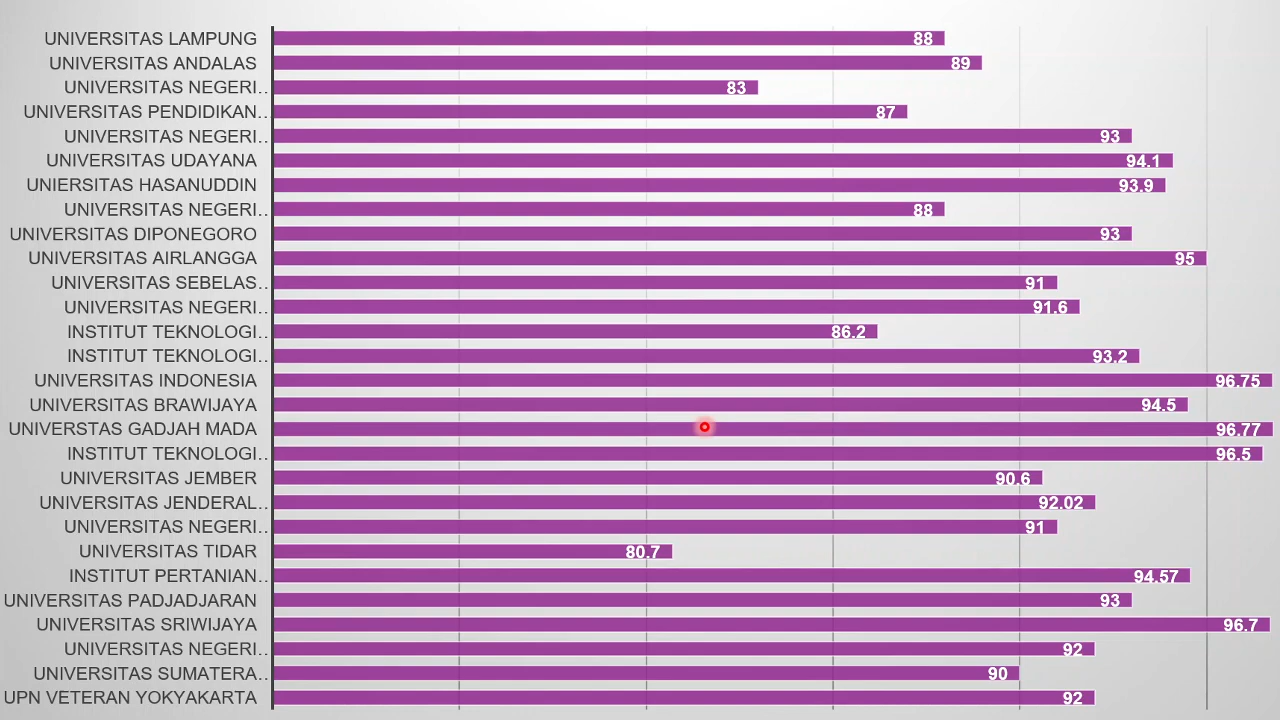 UNIVERSITAS LAMPUNG 88
UNIVERSITAS ANDALAS 89
UNIVERSITAS NEGERI.. 83
UNIVERSITAS PENDIDIKAN.. 87
UNIVERSITAS NEGERI.. 93
UNIVERSITAS UDAYANA 94.1
UNIERSITAS HASANUDDIN 93.9
UNIVERSITAS NEGERI.. 88
UNIVERSITAS DIPONEGORO 93
UNIVERSITAS AIRLANGGA 95
UNIVERSITAS SEBELAS.. 91
UNIVERSITAS NEGERI.. 91.6
INSTITUT TEKNOLOGI.. 86.2
INSTITUT TEKNOLOGI.. 93.2
UNIVERSITAS INDONESIA 96.75
UNIVERSITAS BRAWIJAYA 94.5
UNIVERSTAS GADJAH MADA 96.77
INSTITUT TEKNOLOGI.. 96.5
UNIVERSITAS JEMBER 90.6
UNIVERSITAS JENDERAL.. 92.02
UNIVERSITAS NEGERI.. 91
UNIVERSITAS TIDAR 80.7
INSTITUT PERTANIAN.. 94.57
UNIVERSITAS PADJADJARAN 93
UNIVERSITAS SRIWIJAYA 96.7
UNIVERSITAS NEGERI.. 92
UNIVERSITAS SUMATERA.. 90
UPN VETERAN YOKYAKARTA 92